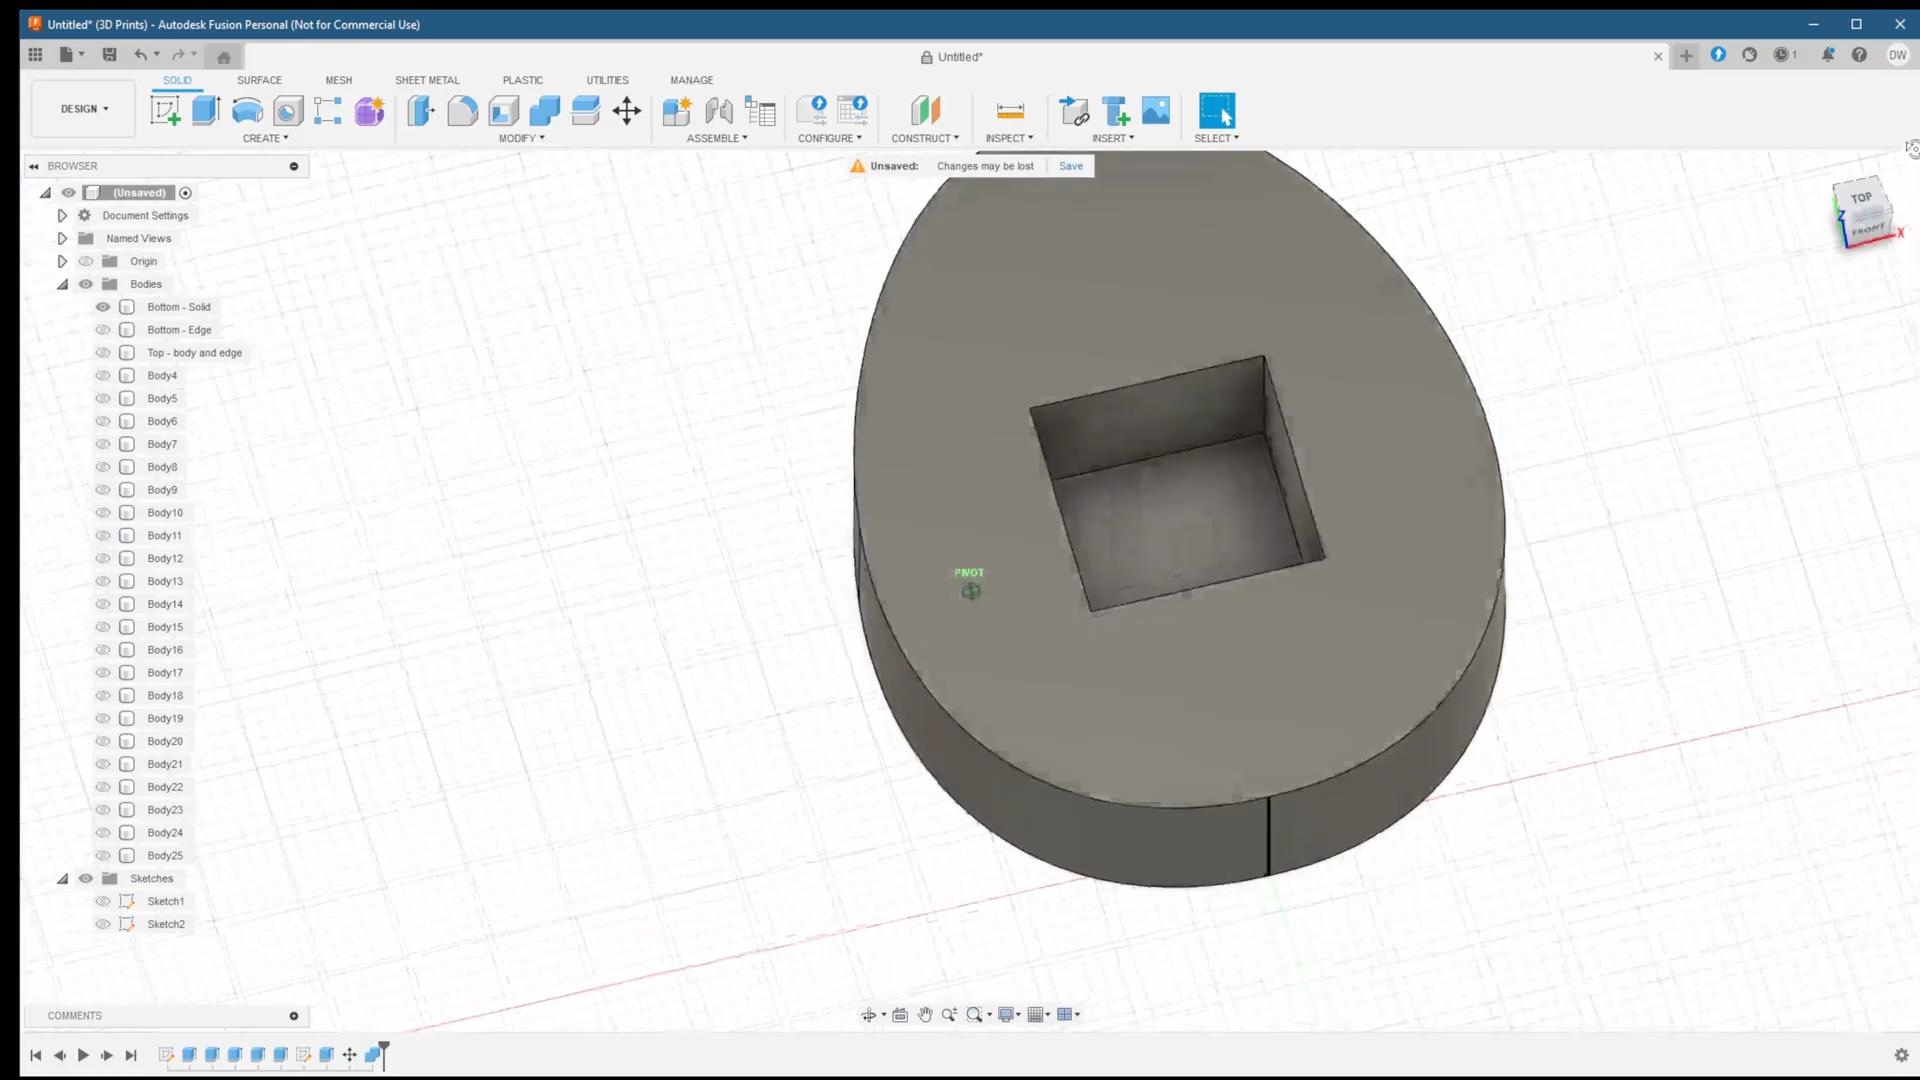 Untitled* (3D Prints) - Autodesk Fusion Personal (Not for Commercial Use)
Untitled*
1
DW
DESIGN
SOLID
SURFACE
MESH
SHEET METAL
PLASTIC
UTILITIES
MANAGE
CREATE
MODIFY
ASSEMBLE
CONFIGURE
CONSTRUCT
INSPECT
INSERT
SELECT
BROWSER
Unsaved: Changes may be lost Save
(Unsaved)
Document Settings
Named Views
Origin
Bodies
Bottom - Solid
Bottom - Edge
Top - body and edge
Body4
Body5
Body6
Body7
Body8
Body9
Body10
Body11
Body12
Body13
Body14
Body15
Body16
Body17
Body18
Body19
Body20
Body21
Body22
Body23
Body24
Body25
Sketches
Sketch1
Sketch2
PIVOT
TOP
FRONT
Z
X
COMMENTS